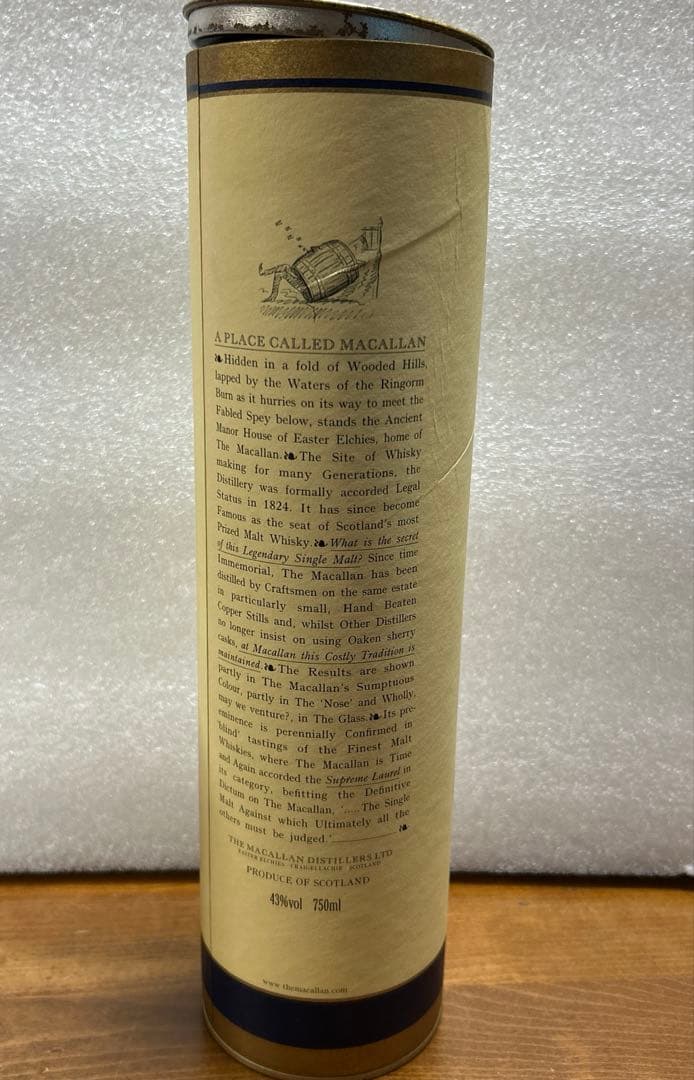 A PLACE CALLED MACALLAN
❧Hidden in a fold of Wooded Hills,
lapped by the Waters of the Ringorm
Burn as it hurries on its way to meet the
Fabled Spey below, stands the Ancient
Manor House of Easter Elchies, home of
The Macallan.❧The Site of Whisky
making for many Generations, the
Distillery was formally accorded Legal
Status in 1824. It has since become
Famous as the seat of Scotland's most
Prized Malt Whisky.❧What is the secret
of this Legendary Single Malt? Since time
Immemorial, The Macallan has been
distilled by Craftsmen on the same estate
in particularly small, Hand Beaten
Copper Stills and, whilst Other Distillers
no longer insist on using Oaken sherry
casks, at Macallan this Costly Tradition is
maintained.❧The Results are shown
partly in The Macallan's Sumptuous
Colour, partly in The 'Nose' and Wholly,
may we venture?, in The Glass.❧Its pre-
eminence is perennially Confirmed in
'blind' tastings of the Finest Malt
Whiskies, where The Macallan is Time
and Again accorded the Supreme Laurel in
its category, befitting the Definitive
Dictum on The Macallan, '.....The Single
Malt Against which Ultimately all the
others must be judged.'❧
THE MACALLAN DISTILLERS LTD
EASTER ELCHIES CRAIGELLACHIE SCOTLAND
PRODUCE OF SCOTLAND
43%vol 750ml
www.themacallan.com